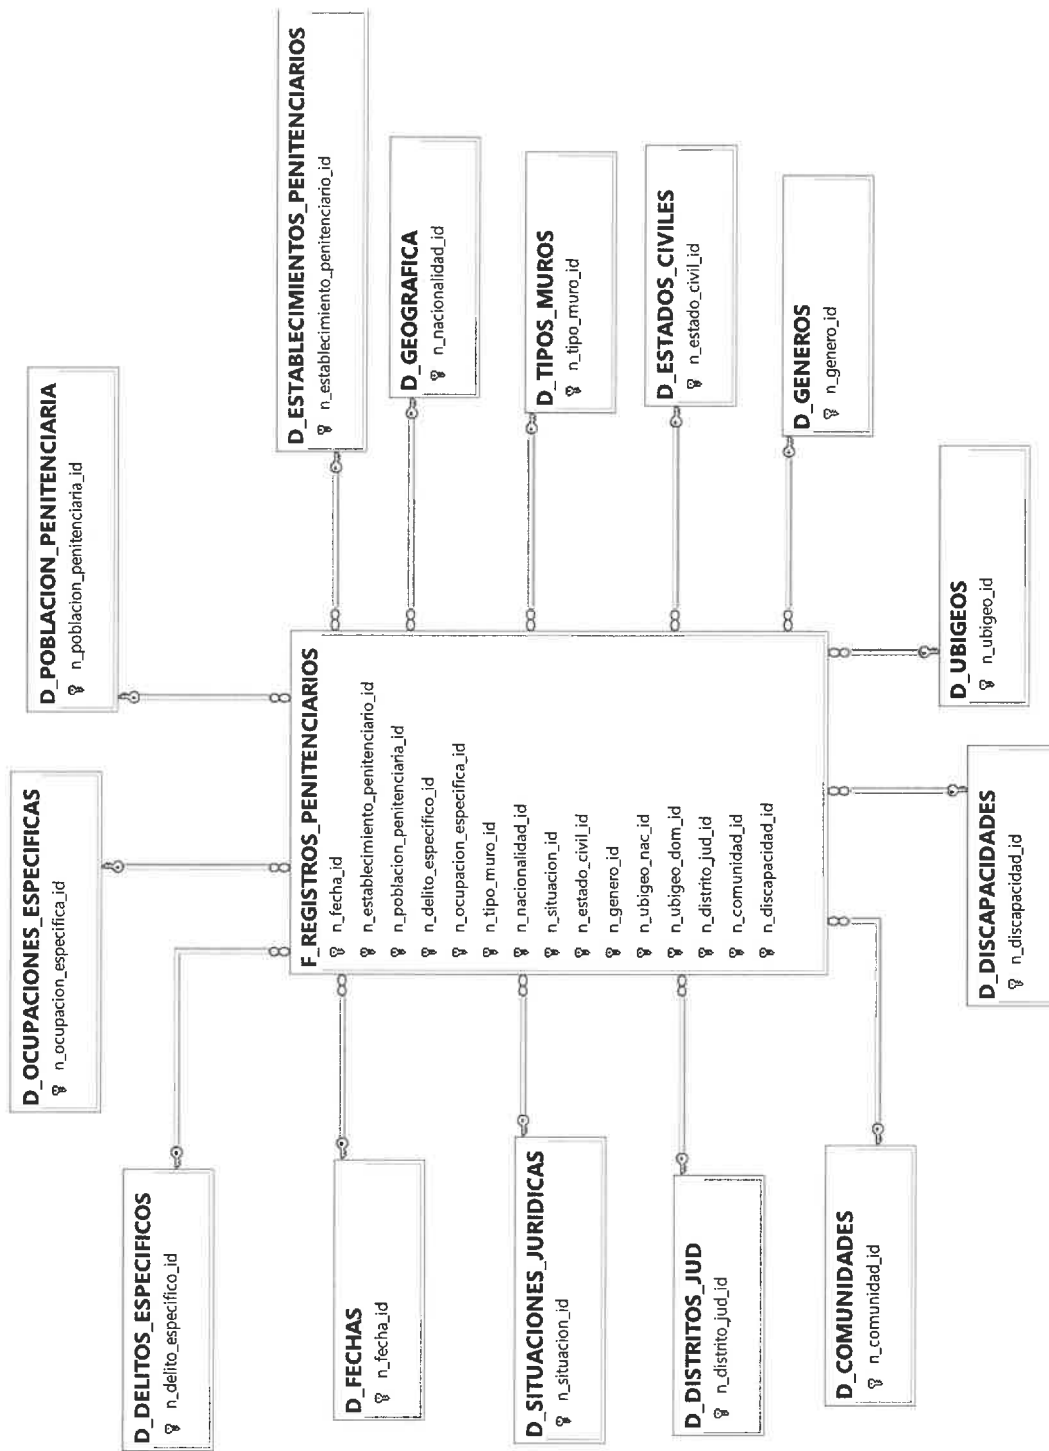 D_DELITOS_ESPECIFICOS
n_delito_especifico_id
D_OCUPACIONES_ESPECIFICAS
n_ocupacion_especifica_id
D_POBLACION_PENITENCIARIA
n_poblacion_penitenciaria_id
D_ESTABLECIMIENTOS_PENITENCIARIOS
n_establecimiento_penitenciario_id
D_FECHAS
n_fecha_id
F_REGISTROS_PENITENCIARIOS
n_fecha_id
n_establecimiento_penitenciario_id
n_poblacion_penitenciaria_id
n_delito_especifico_id
n_ocupacion_especifica_id
n_tipo_muro_id
n_nacionalidad_id
n_situacion_id
n_estado_civil_id
n_genero_id
n_ubigeo_nac_id
n_ubigeo_dom_id
n_distrito_jud_id
n_comunidad_id
n_discapacidad_id
D_GEOGRAFICA
n_nacionalidad_id
D_SITUACIONES_JURIDICAS
n_situacion_id
D_TIPOS_MUROS
n_tipo_muro_id
D_DISTRITOS_JUD
n_distrito_jud_id
D_ESTADOS_CIVILES
n_estado_civil_id
D_COMUNIDADES
n_comunidad_id
D_GENEROS
n_genero_id
D_DISCAPACIDADES
n_discapacidad_id
D_UBIGEOS
n_ubigeo_id